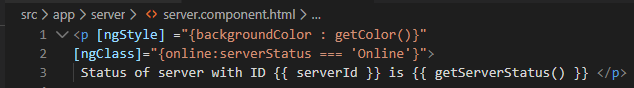 src > app > server > <> server.component.html > ...
1 <p [ngStyle] ="{backgroundColor : getColor()}"
2 [ngClass]="{online:serverStatus === 'Online'}">
3 Status of server with ID {{ serverId }} is {{ getServerStatus() }} </p>